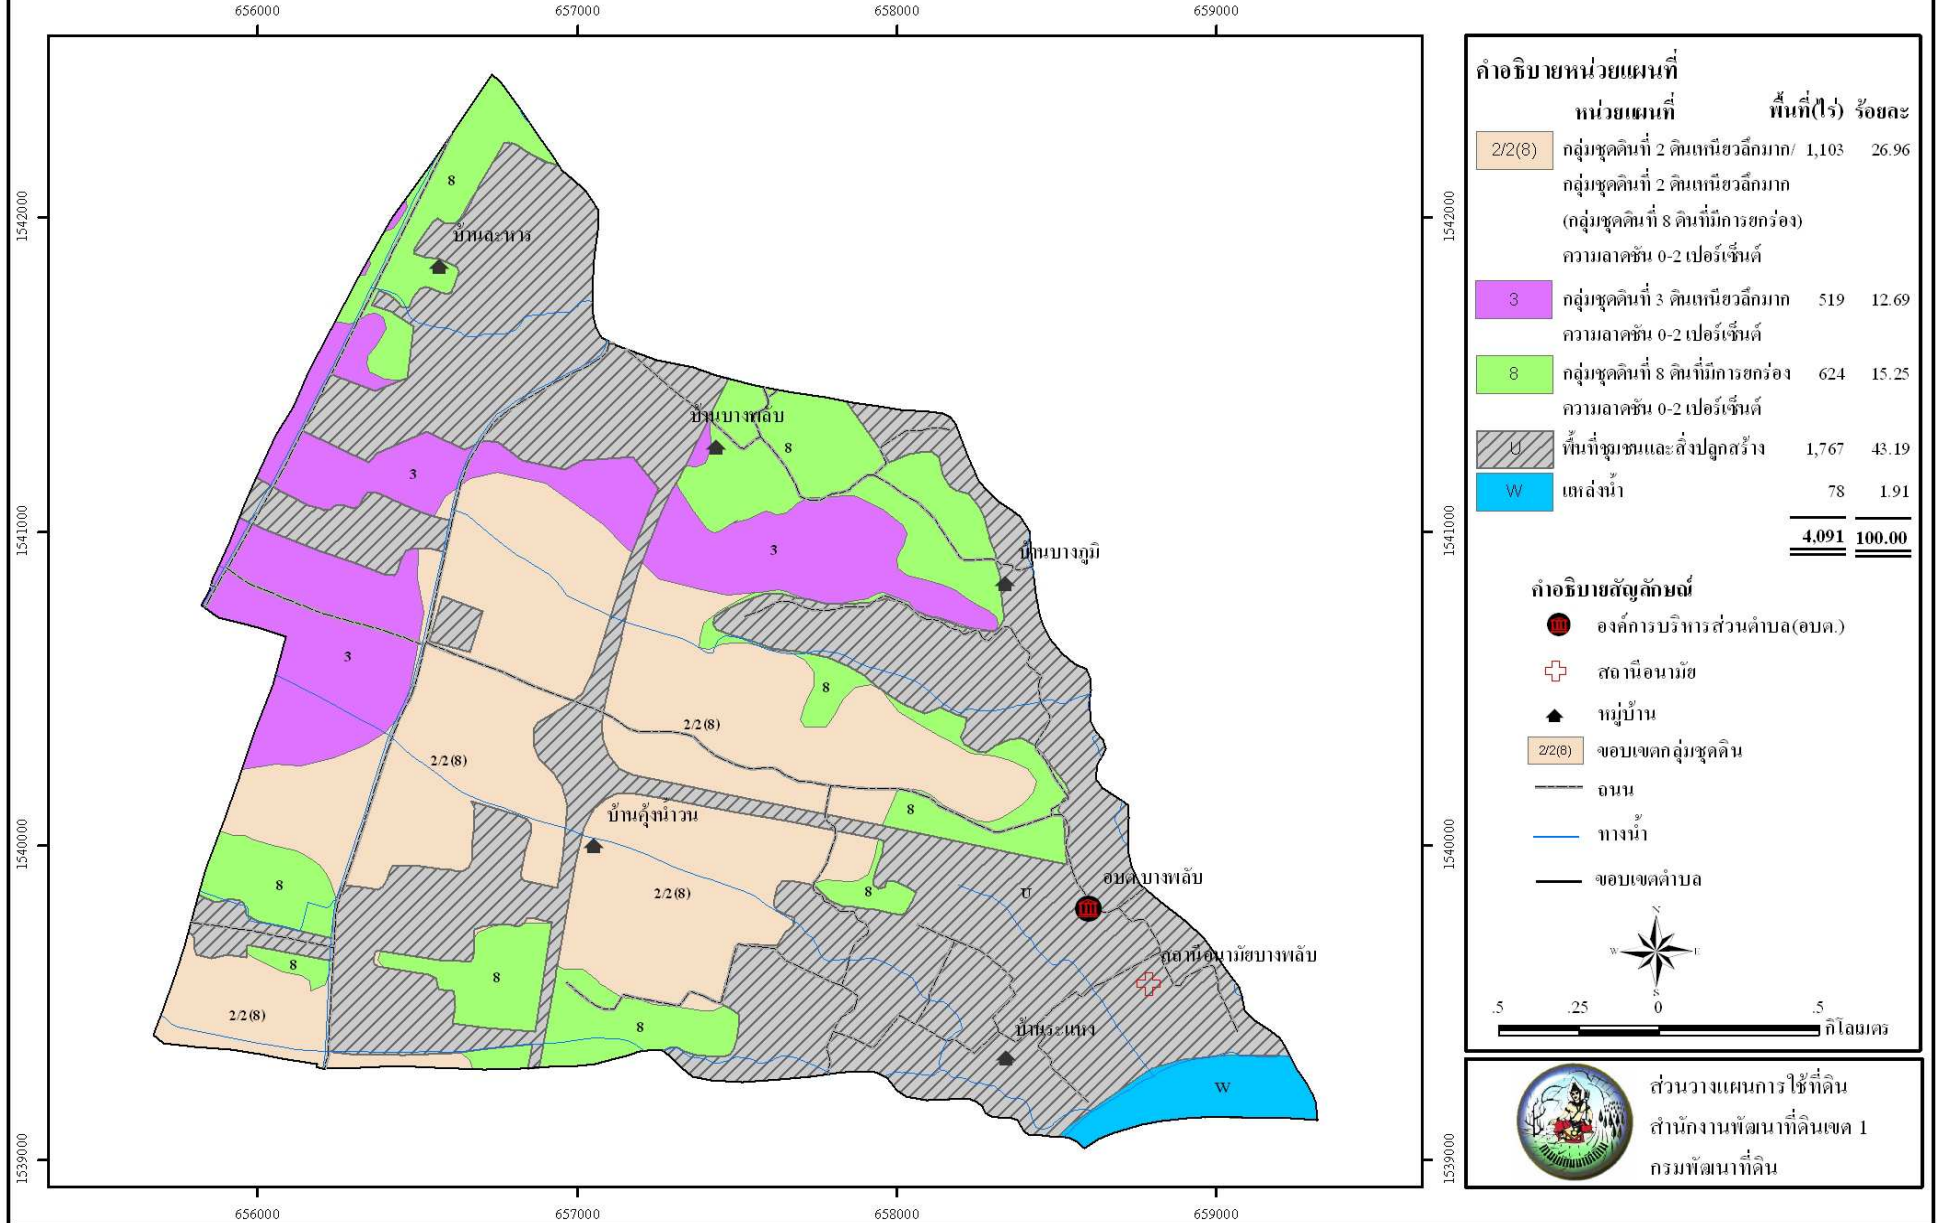 656000 657000 658000 659000
1542000
1541000
1540000
1539000
8
บ้านละหาร
บ้านบางพลับ
8
3
3
บ้านบางภูมิ
3
8
2/2(8)
2/2(8)
8
บ้านคุ้งน้ำวน
8
2/2(8)
8
U
อบต.บางพลับ
8
8
สถานีอนามัยบางพลับ
2/2(8)
8
บ้านระแหง
W
1542000
1541000
1540000
1539000
656000 657000 658000 659000
คำอธิบายหน่วยแผนที่
หน่วยแผนที่ พื้นที่(ไร่) ร้อยละ
2/2(8) กลุ่มชุดดินที่ 2 ดินเหนียวลึกมาก/ 1,103 26.96
กลุ่มชุดดินที่ 2 ดินเหนียวลึกมาก
(กลุ่มชุดดินที่ 8 ดินที่มีการยกร่อง)
ความลาดชัน 0-2 เปอร์เซ็นต์
3 กลุ่มชุดดินที่ 3 ดินเหนียวลึกมาก 519 12.69
ความลาดชัน 0-2 เปอร์เซ็นต์
8 กลุ่มชุดดินที่ 8 ดินที่มีการยกร่อง 624 15.25
ความลาดชัน 0-2 เปอร์เซ็นต์
U พื้นที่ชุมชนและสิ่งปลูกสร้าง 1,767 43.19
W แหล่งน้ำ 78 1.91
4,091 100.00
คำอธิบายสัญลักษณ์
องค์การบริหารส่วนตำบล(อบต.)
สถานีอนามัย
หมู่บ้าน
2/2(8) ขอบเขตกลุ่มชุดดิน
ถนน
ทางน้ำ
ขอบเขตตำบล
N
W E
S
.5 .25 0 .5
กิโลเมตร
ส่วนวางแผนการใช้ที่ดิน
สำนักงานพัฒนาที่ดินเขต 1
กรมพัฒนาที่ดิน
กรมพัฒนาที่ดิน